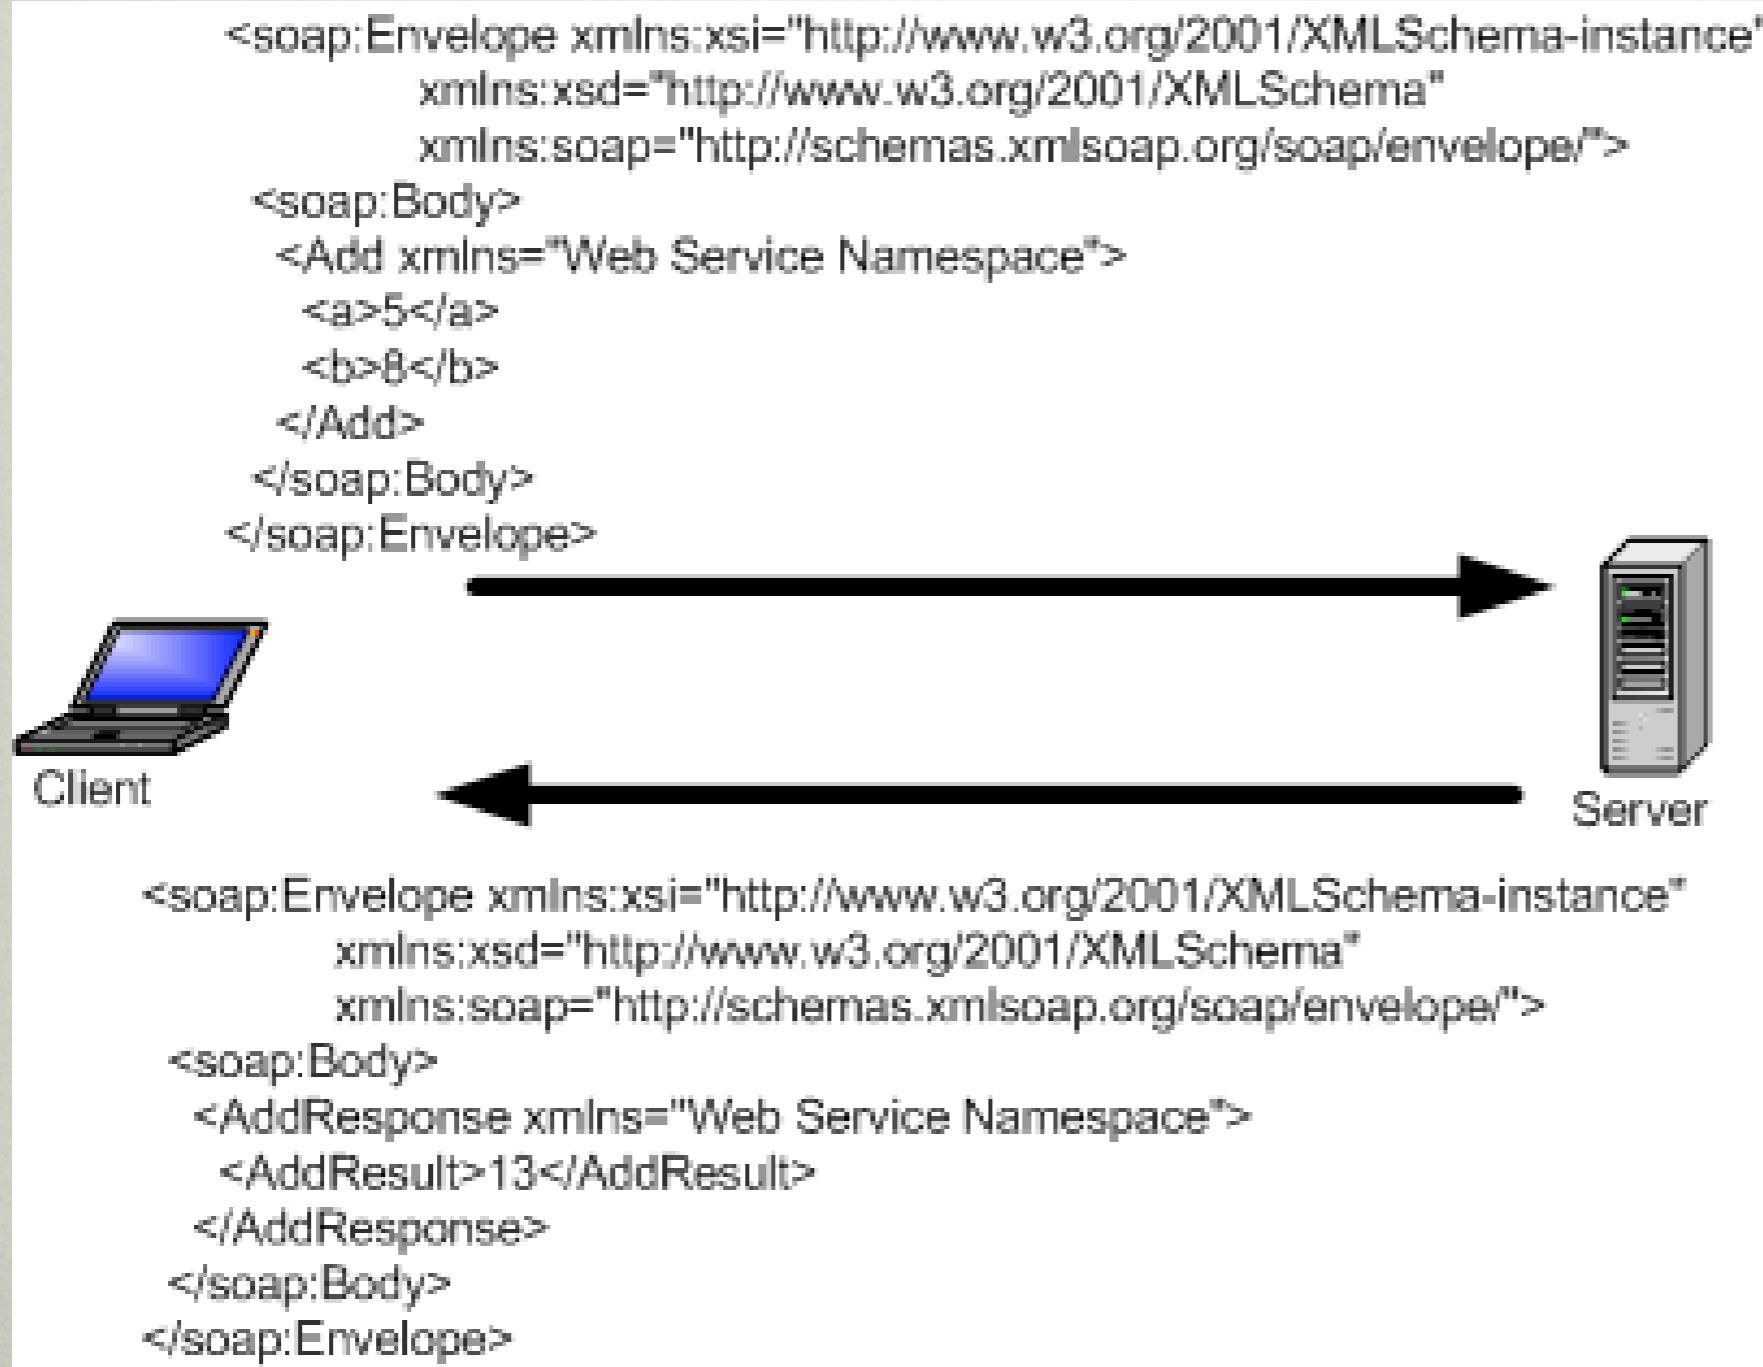 <soap:Envelope xmlns:xsi="http://www.w3.org/2001/XMLSchema-instance"
xmlns:xsd="http://www.w3.org/2001/XMLSchema"
xmlns:soap="http://schemas.xmlsoap.org/soap/envelope/">
<soap:Body>
<Add xmlns="Web Service Namespace">
<a>5</a>
<b>8</b>
</Add>
</soap:Body>
</soap:Envelope>
Client
Server
<soap:Envelope xmlns:xsi="http://www.w3.org/2001/XMLSchema-instance"
xmlns:xsd="http://www.w3.org/2001/XMLSchema"
xmlns:soap="http://schemas.xmlsoap.org/soap/envelope/">
<soap:Body>
<AddResponse xmlns="Web Service Namespace">
<AddResult>13</AddResult>
</AddResponse>
</soap:Body>
</soap:Envelope>